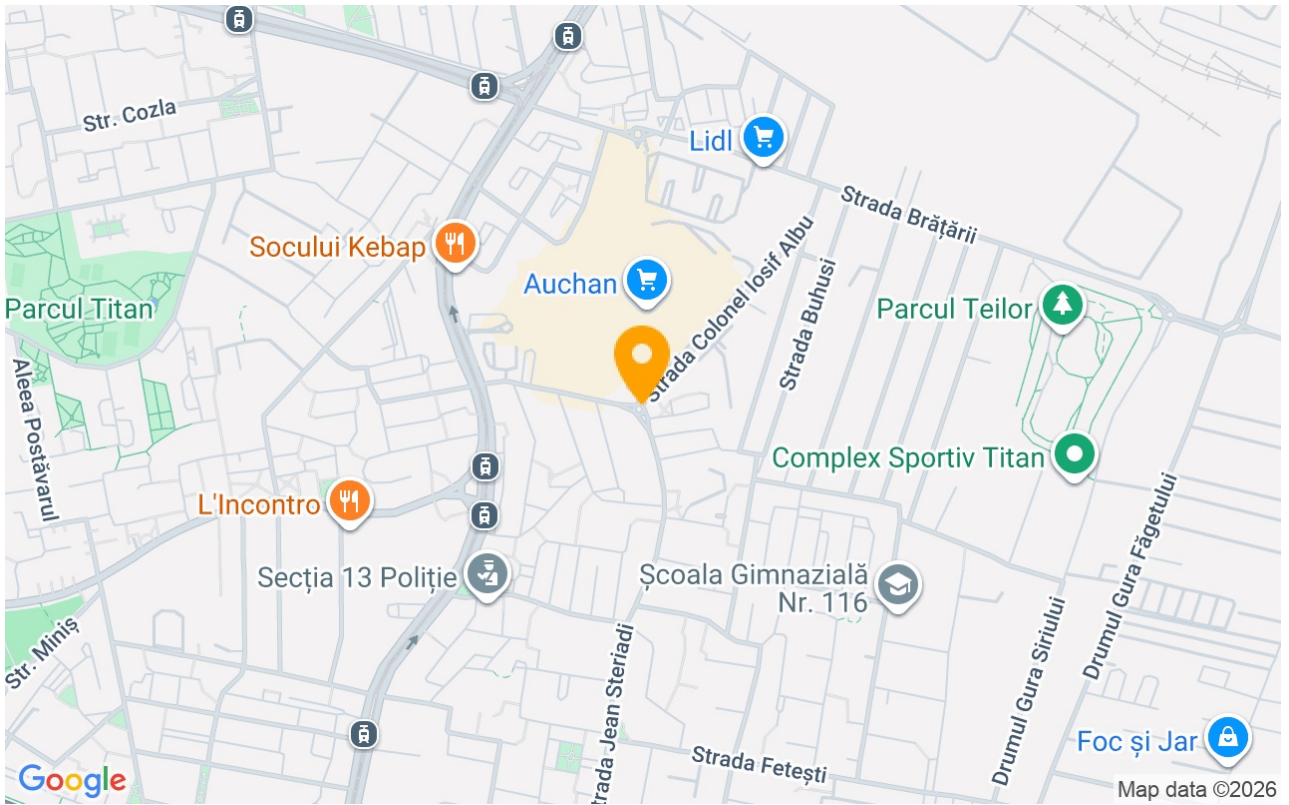 Str. Cozla
Lidl
Strada Brățării
Socului Kebap
Strada Colonel Iosif Albu
Auchan
Strada Buhusi
Parcul Titan
Parcul Teilor
Aleea Postăvarul
Complex Sportiv Titan
L'Incontro
Drumul Gura Făgetului
Secția 13 Poliție
Școala Gimnazială
Nr. 116
Str. Miniș
Strada Jean Steriadi
Drumul Gura Siriului
Foc și Jar
Strada Fetești
Google
Map data ©2026